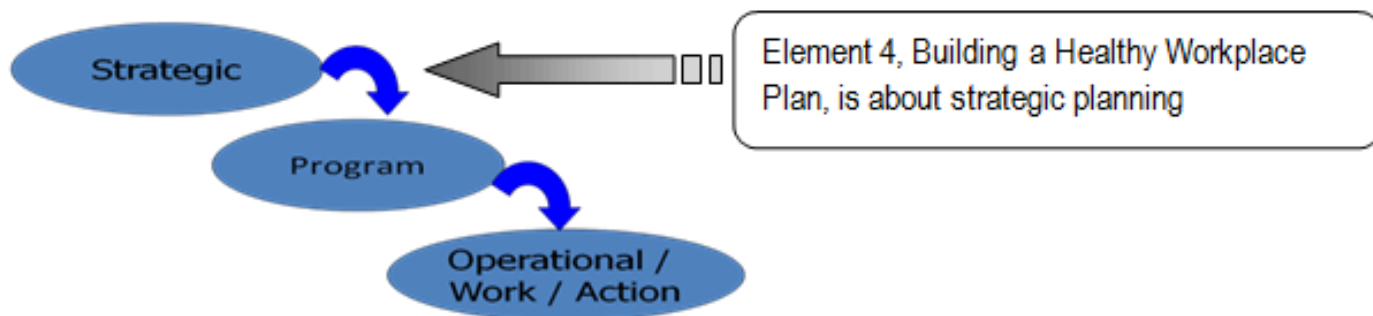 Strategic
Element 4, Building a Healthy Workplace
Plan, is about strategic planning
Program
Operational /
Work / Action